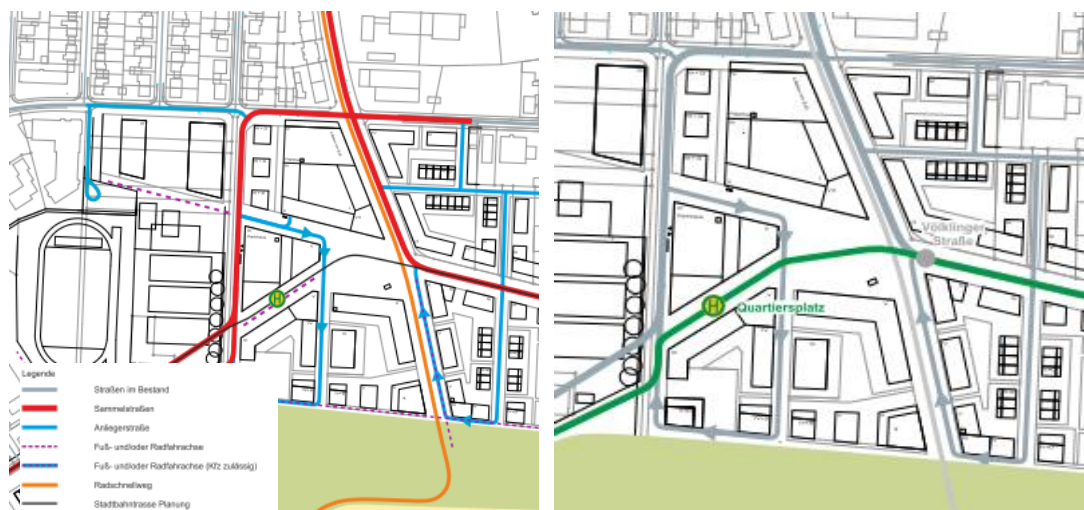 H
Legende
Straßen im Bestand
Sammelstraßen
Anliegerstraße
Fuß- und/oder Radfahrachse
Fuß- und/oder Radfahrachse (Kfz zulässig)
Radschnellweg
Stadtbahntrasse Planung
Völklinger
Straße
H
Quartiersplatz